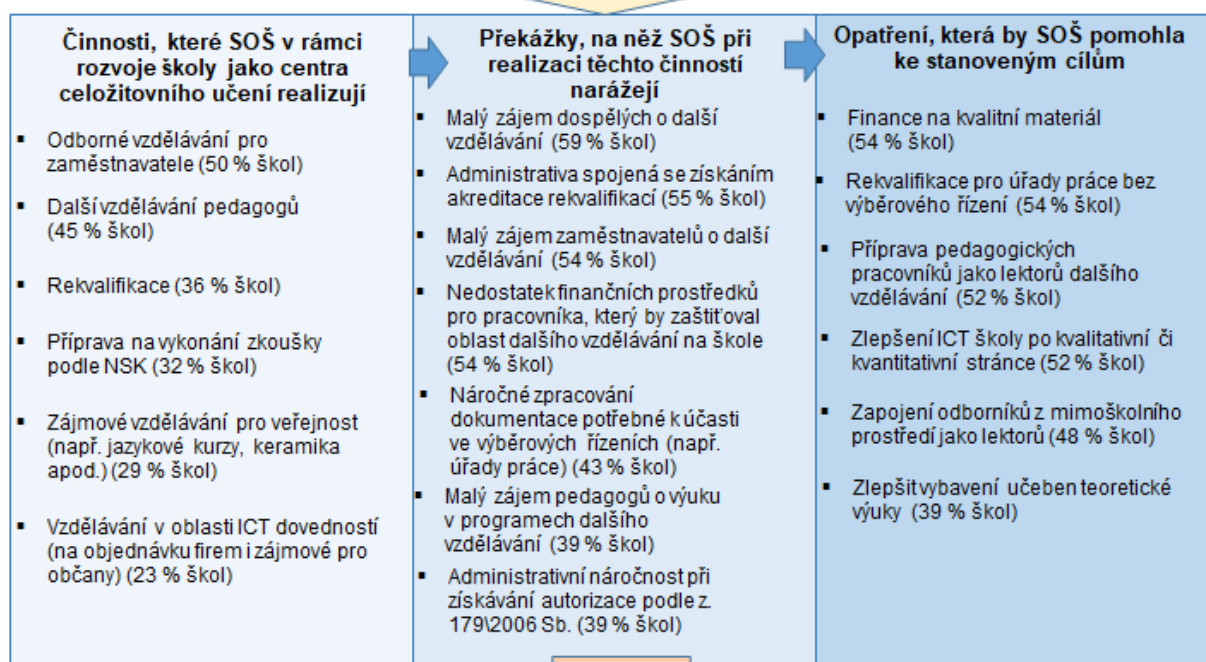 Činnosti, které SOŠ v rámci
rozvoje školy jako centra
celožitovního učení realizují
▪ Odborné vzdělávání pro
zaměstnavatele (50 % škol)
▪ Další vzdělávání pedagogů
(45 % škol)
▪ Rekvalifikace (36 % škol)
▪ Příprava na vykonání zkoušky
podle NSK (32 % škol)
▪ Zájmové vzdělávání pro veřejnost
(např. jazykové kurzy, keramika
apod.) (29 % škol)
▪ Vzdělávání v oblasti ICT dovedností
(na objednávku firem i zájmové pro
občany) (23 % škol)
Překážky, na něž SOŠ při
realizaci těchto činností
narážejí
▪ Malý zájem dospělých o další
vzdělávání (59 % škol)
▪ Administrativa spojená se získáním
akreditace rekvalifikací (55 % škol)
▪ Malý zájem zaměstnavatelů o další
vzdělávání (54 % škol)
▪ Nedostatek finančních prostředků
pro pracovníka, který by zaštiťoval
oblast dalšího vzdělávání na škole
(54 % škol)
▪ Náročné zpracování
dokumentace potřebné k účasti
ve výběrových řízeních (např.
úřady práce) (43 % škol)
▪ Malý zájem pedagogů o výuku
v programech dalšího
vzdělávání (39 % škol)
▪ Administrativní náročnost při
získávání autorizace podle z.
179\2006 Sb. (39 % škol)
Opatření, která by SOŠ pomohla
ke stanoveným cílům
▪ Finance na kvalitní materiál
(54 % škol)
▪ Rekvalifikace pro úřady práce bez
výběrového řízení (54 % škol)
▪ Příprava pedagogických
pracovníků jako lektorů dalšího
vzdělávání (52 % škol)
▪ Zlepšení ICT školy po kvalitativní či
kvantitativní stránce (52 % škol)
▪ Zapojení odborníků z mimoškolního
prostředí jako lektorů (48 % škol)
▪ Zlepšit vybavení učeben teoretické
výuky (39 % škol)